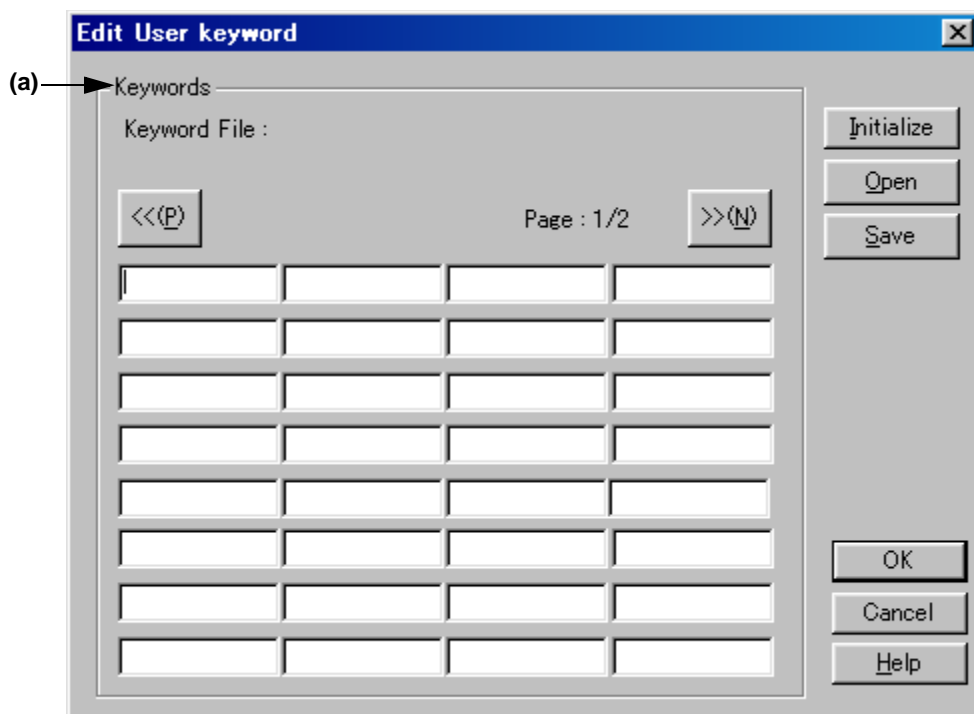 Edit User keyword
(a)
Keywords
Keyword File :
<<(P)
Page : 1/2
>>(N)
Initialize
Open
Save
OK
Cancel
Help